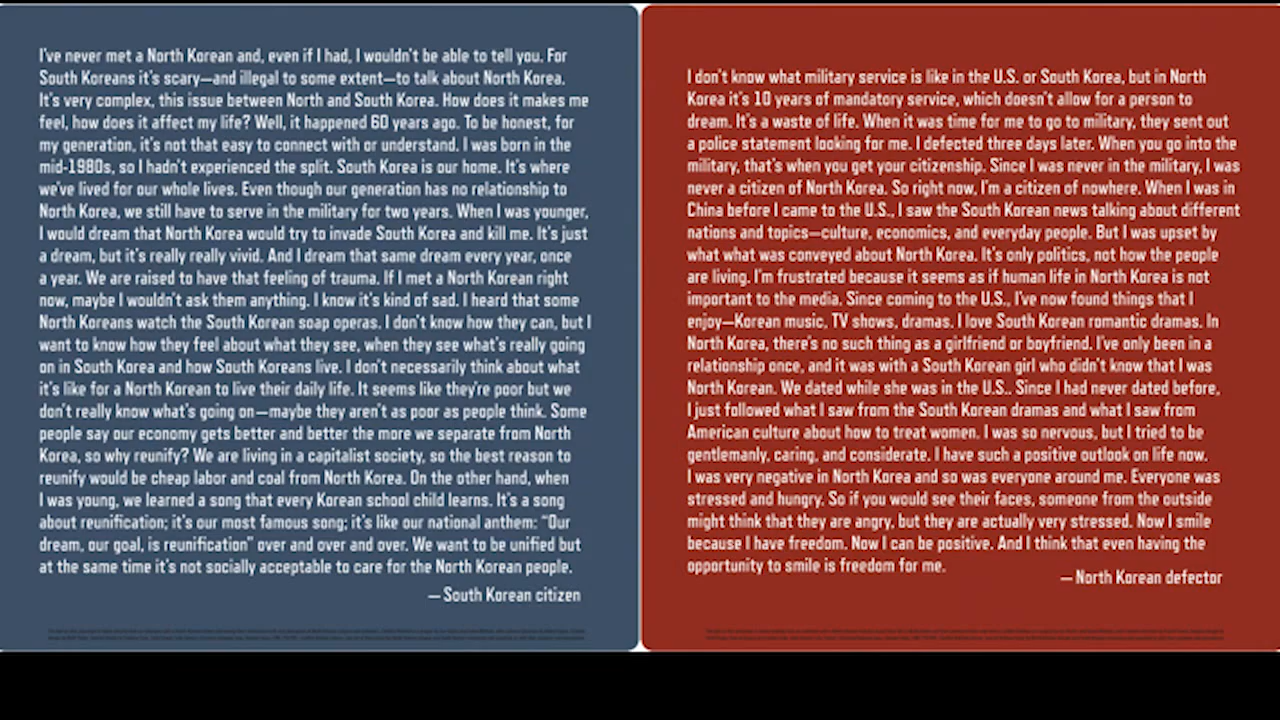 I've never met a North Korean and, even if I had, I wouldn't be able to tell you. For
South Koreans it's scary—and illegal to some extent—to talk about North Korea.
It's very complex, this issue between North and South Korea. How does it makes me
feel, how does it affect my life? Well, it happened 60 years ago. To be honest, for
my generation, it's not that easy to connect with or understand. I was born in the
mid-1980s, so I hadn't experienced the split. South Korea is our home. It's where
we've lived for our whole lives. Even though our generation has no relationship to
North Korea, we still have to serve in the military for two years. When I was younger,
I would dream that North Korea would try to invade South Korea and kill me. It's just
a dream, but it's really really vivid. And I dream that same dream every year, once
a year. We are raised to have that feeling of trauma. If I met a North Korean right
now, maybe I wouldn't ask them anything. I know it's kind of sad. I heard that some
North Koreans watch the South Korean soap operas. I don't know how they can, but I
want to know how they feel about what they see, when they see what's really going
on in South Korea and how South Koreans live. I don't necessarily think about what
it's like for a North Korean to live their daily life. It seems like they're poor but we
don't really know what's going on—maybe they aren't as poor as people think. Some
people say our economy gets better and better the more we separate from North
Korea, so why reunify? We are living in a capitalist society, so the best reason to
reunify would be cheap labor and coal from North Korea. On the other hand, when
I was young, we learned a song that every Korean school child learns. It's a song
about reunification; it's our most famous song; it's like our national anthem: "Our
dream, our goal, is reunification" over and over and over. We want to be unified but
at the same time it's not socially acceptable to care for the North Korean people.
—South Korean citizen
I don't know what military service is like in the U.S. or South Korea, but in North
Korea it's 10 years of mandatory service, which doesn't allow for a person to
dream. It's a waste of life. When it was time for me to go to military, they sent out
a police statement looking for me. I defected three days later. When you go into the
military, that's when you get your citizenship. Since I was never in the military, I was
never a citizen of North Korea. So right now, I'm a citizen of nowhere. When I was in
China before I came to the U.S., I saw the South Korean news talking about different
nations and topics—culture, economics, and everyday people. But I was upset by
what what was conveyed about North Korea. It's only politics, not how the people
are living. I'm frustrated because it seems as if human life in North Korea is not
important to the media. Since coming to the U.S., I've now found things that I
enjoy—Korean music, TV shows, dramas. I love South Korean romantic dramas. In
North Korea, there's no such thing as a girlfriend or boyfriend. I've only been in a
relationship once, and it was with a South Korean girl who didn't know that I was
North Korean. We dated while she was in the U.S.. Since I had never dated before,
I just followed what I saw from the South Korean dramas and what I saw from
American culture about how to treat women. I was so nervous, but I tried to be
gentlemanly, caring, and considerate. I have such a positive outlook on life now.
I was very negative in North Korea and so was everyone around me. Everyone was
stressed and hungry. So if you would see their faces, someone from the outside
might think that they are angry, but they are actually very stressed. Now I smile
because I have freedom. Now I can be positive. And I think that even having the
opportunity to smile is freedom for me.
—North Korean defector